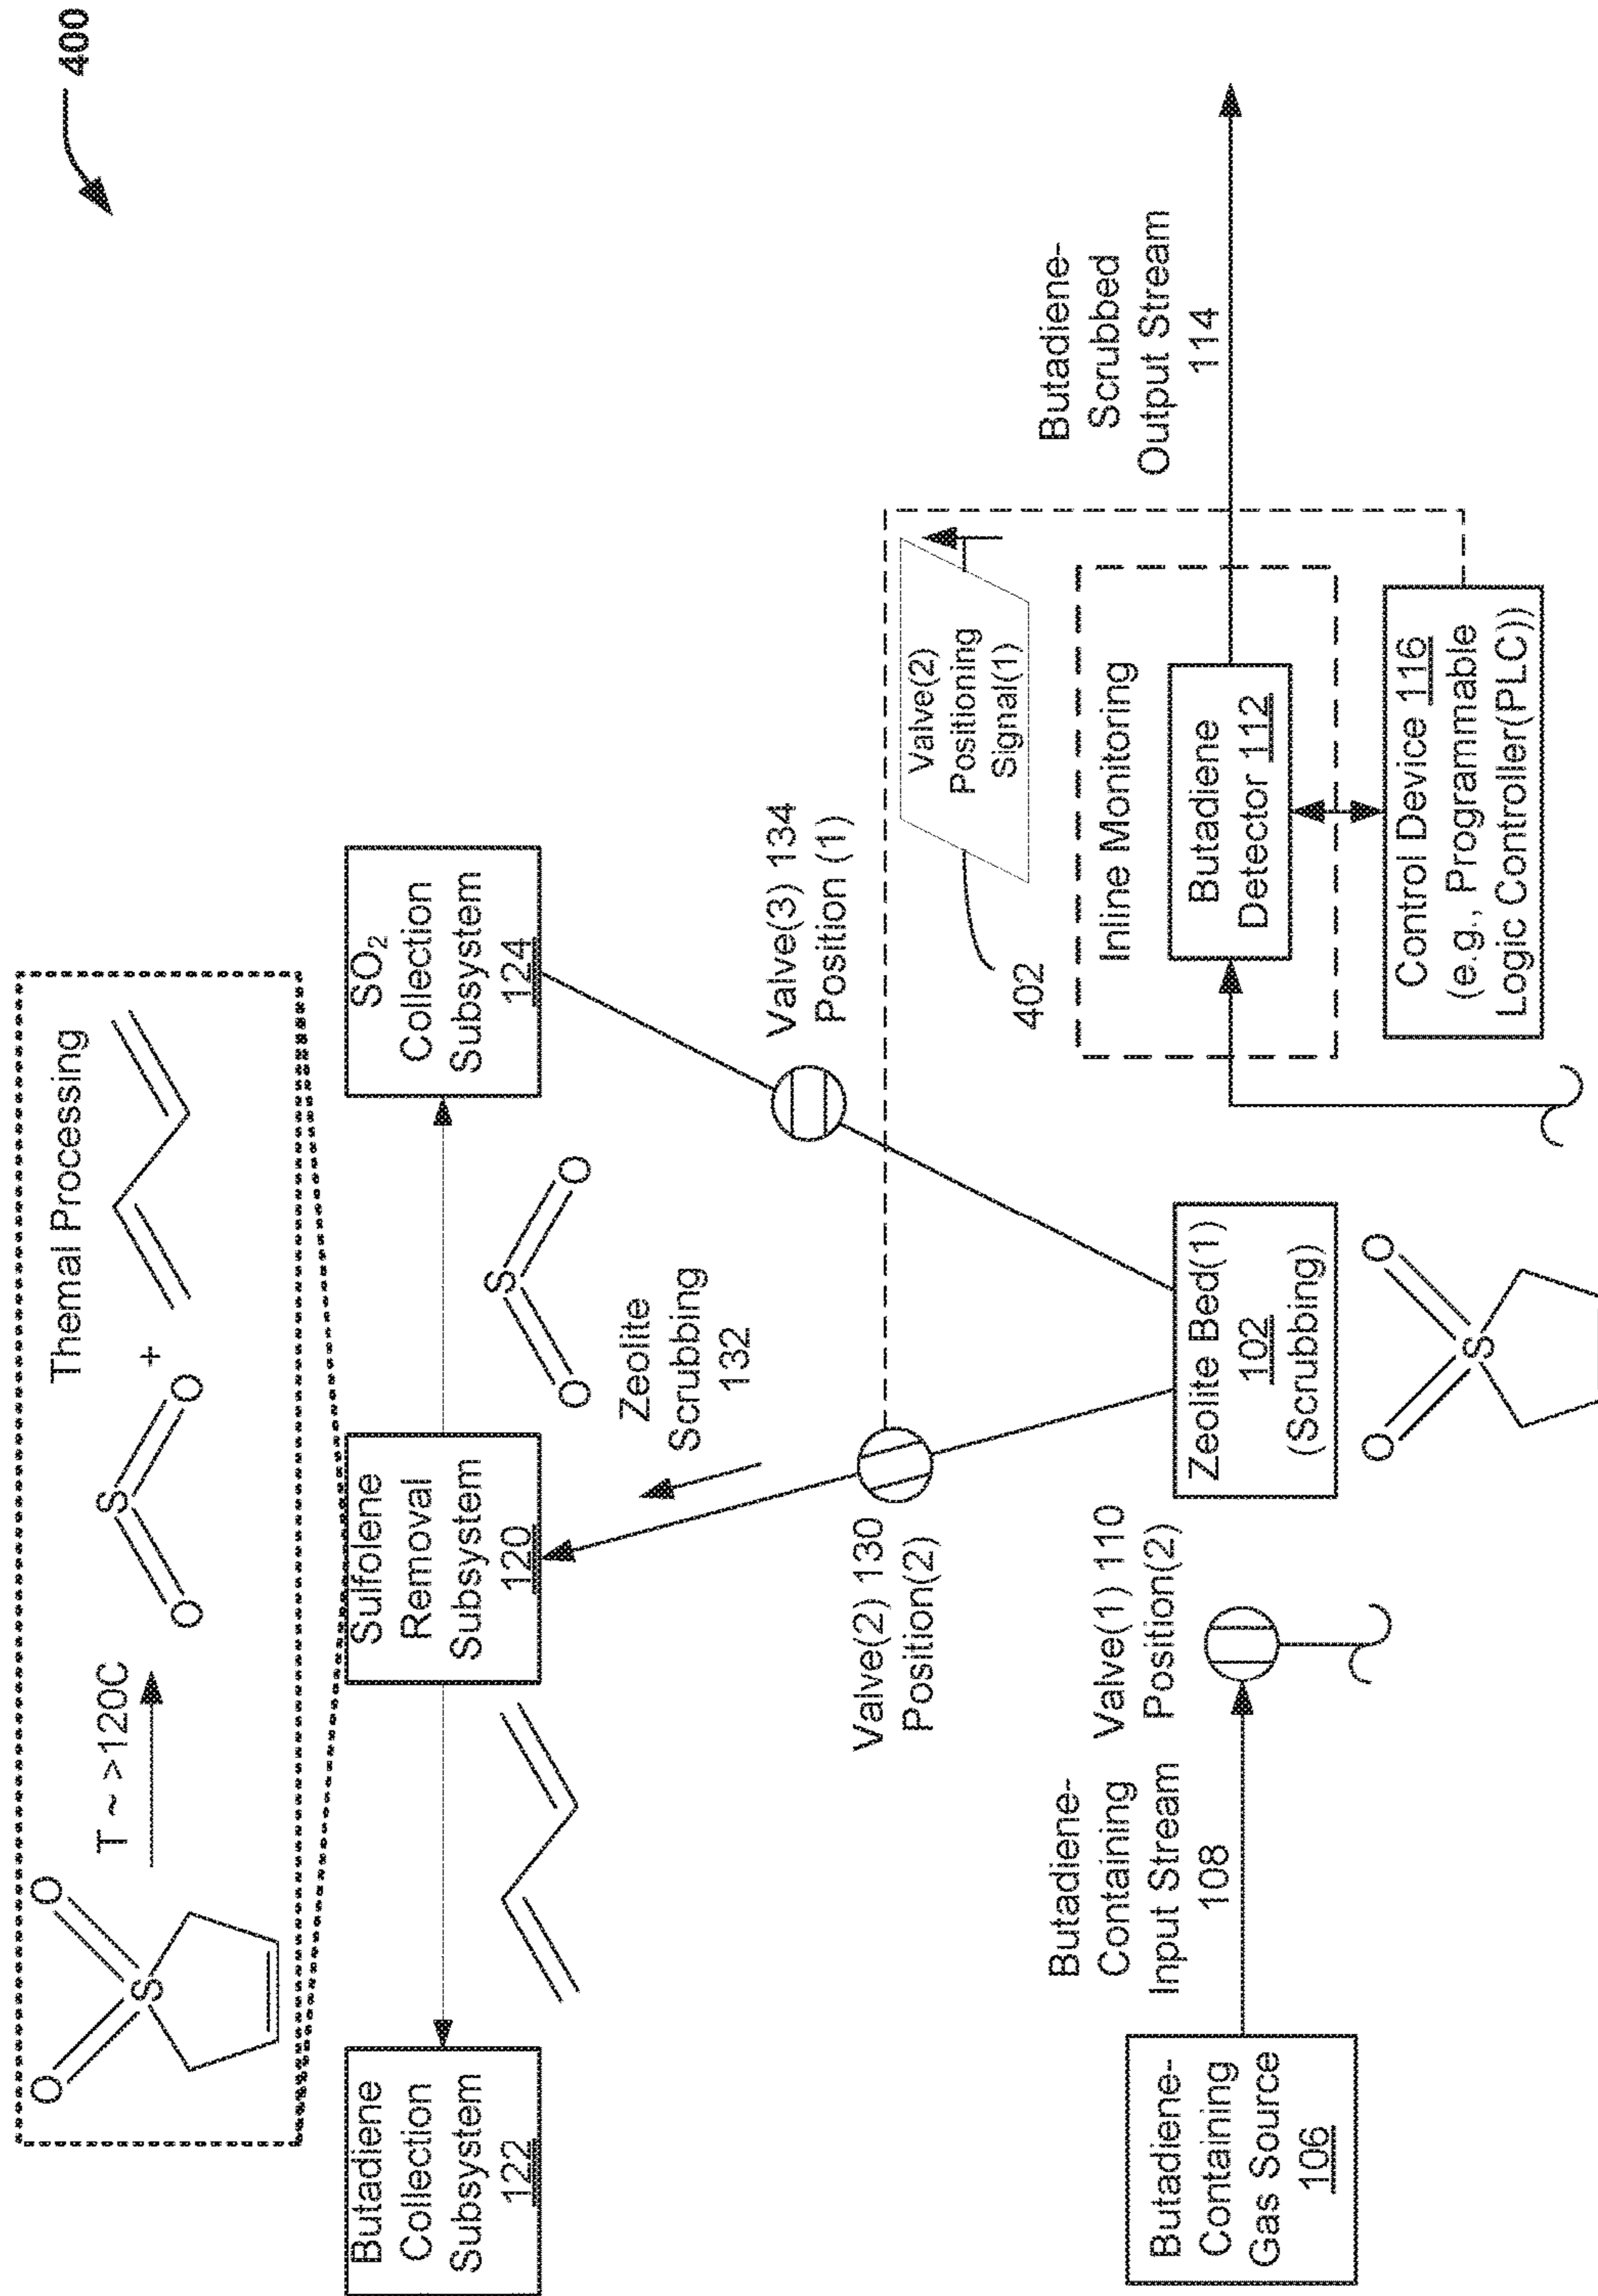 400
Themal Processing
O
O
S
T ~ >120C
O
S
O
+
Butadiene
Collection
Subsystem
122
Sulfolene
Removal
Subsystem
120
SO2
Collection
Subsystem
124
O
S
O
Zeolite
Scrubbing
132
Valve(3) 134
Position (1)
Valve(2) 130
Position(2)
Valve(2)
Positioning
Signal(1)
402
Butadiene-
Containing
Input Stream
108
Valve(1) 110
Position(2)
Butadiene-
Containing
Gas Source
106
Zeolite Bed(1)
102
(Scrubbing)
O
O
S
Inline Monitoring
Butadiene
Detector 112
Butadiene-
Scrubbed
Output Stream
114
Control Device 116
(e.g., Programmable
Logic Controller(PLC))